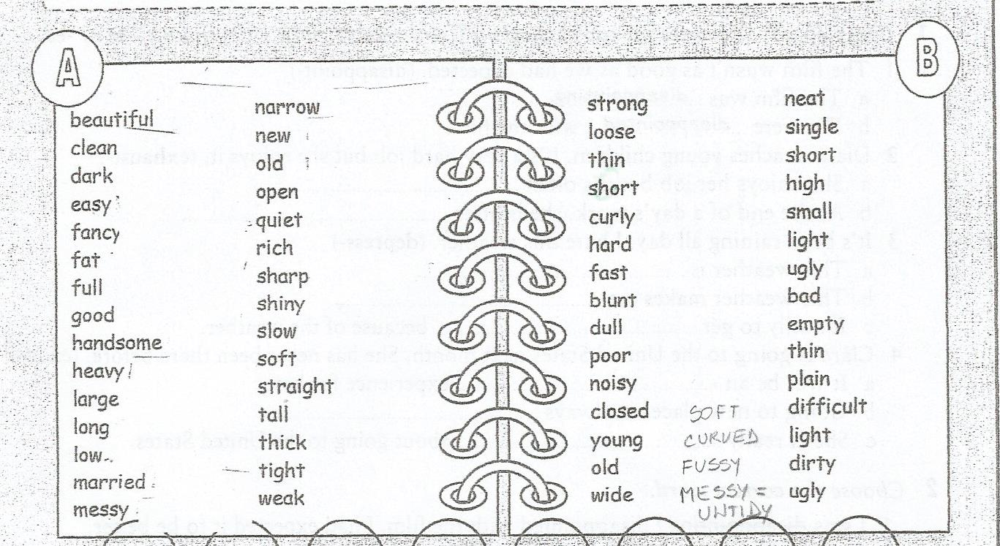 A
beautiful
clean
dark
easy
fancy
fat
full
good
handsome
heavy
large
long
low
married
messy
narrow
new
old
open
quiet
rich
sharp
shiny
slow
soft
straight
tall
thick
tight
weak
B
strong
loose
thin
short
curly
hard
fast
blunt
dull
poor
noisy
closed
young
old
wide
SOFT
CURVED
FUSSY
MESSY =
UNTIDY
neat
single
short
high
small
light
ugly
bad
empty
thin
plain
difficult
light
dirty
ugly